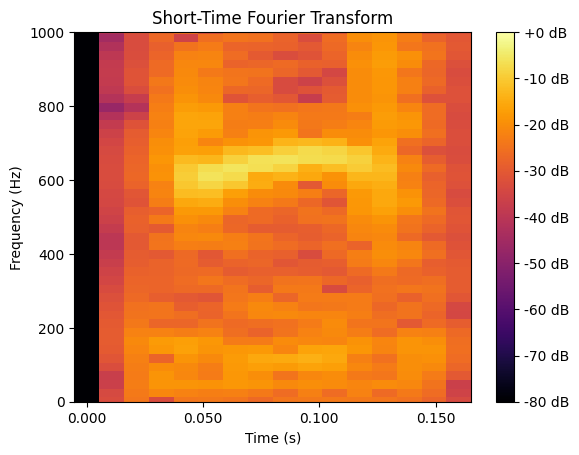 Short-Time Fourier Transform
Frequency (Hz)
1000
800
600
400
200
0
0.000
0.050
0.100
0.150
Time (s)
+0 dB
-10 dB
-20 dB
-30 dB
-40 dB
-50 dB
-60 dB
-70 dB
-80 dB